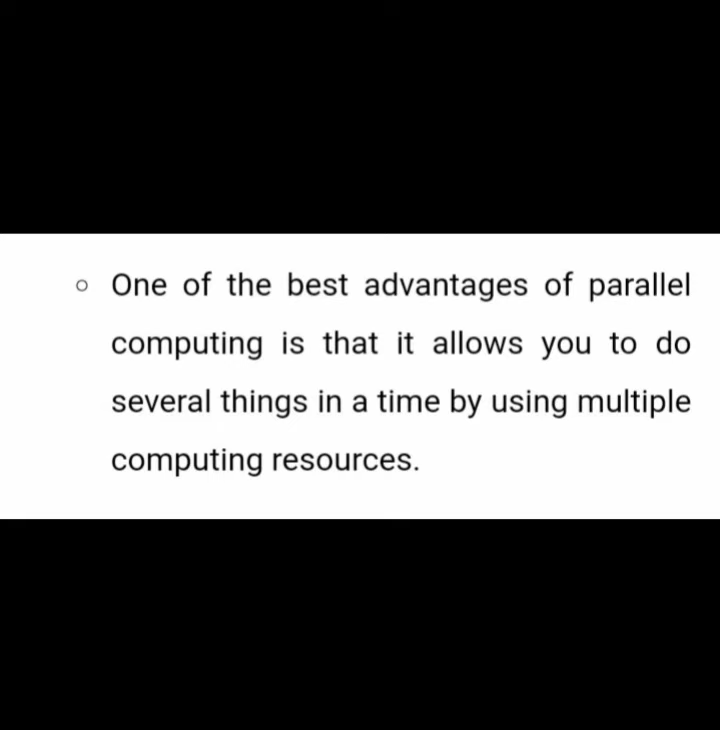 ○ One of the best advantages of parallel
computing is that it allows you to do
several things in a time by using multiple
computing resources.